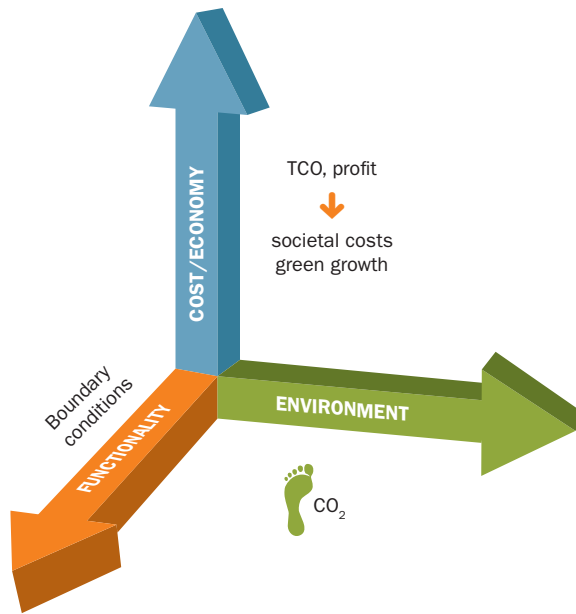 TCO, profit
societal costs
green growth
COST/ECONOMY
Boundary
conditions
FUNCTIONALITY
ENVIRONMENT
CO₂